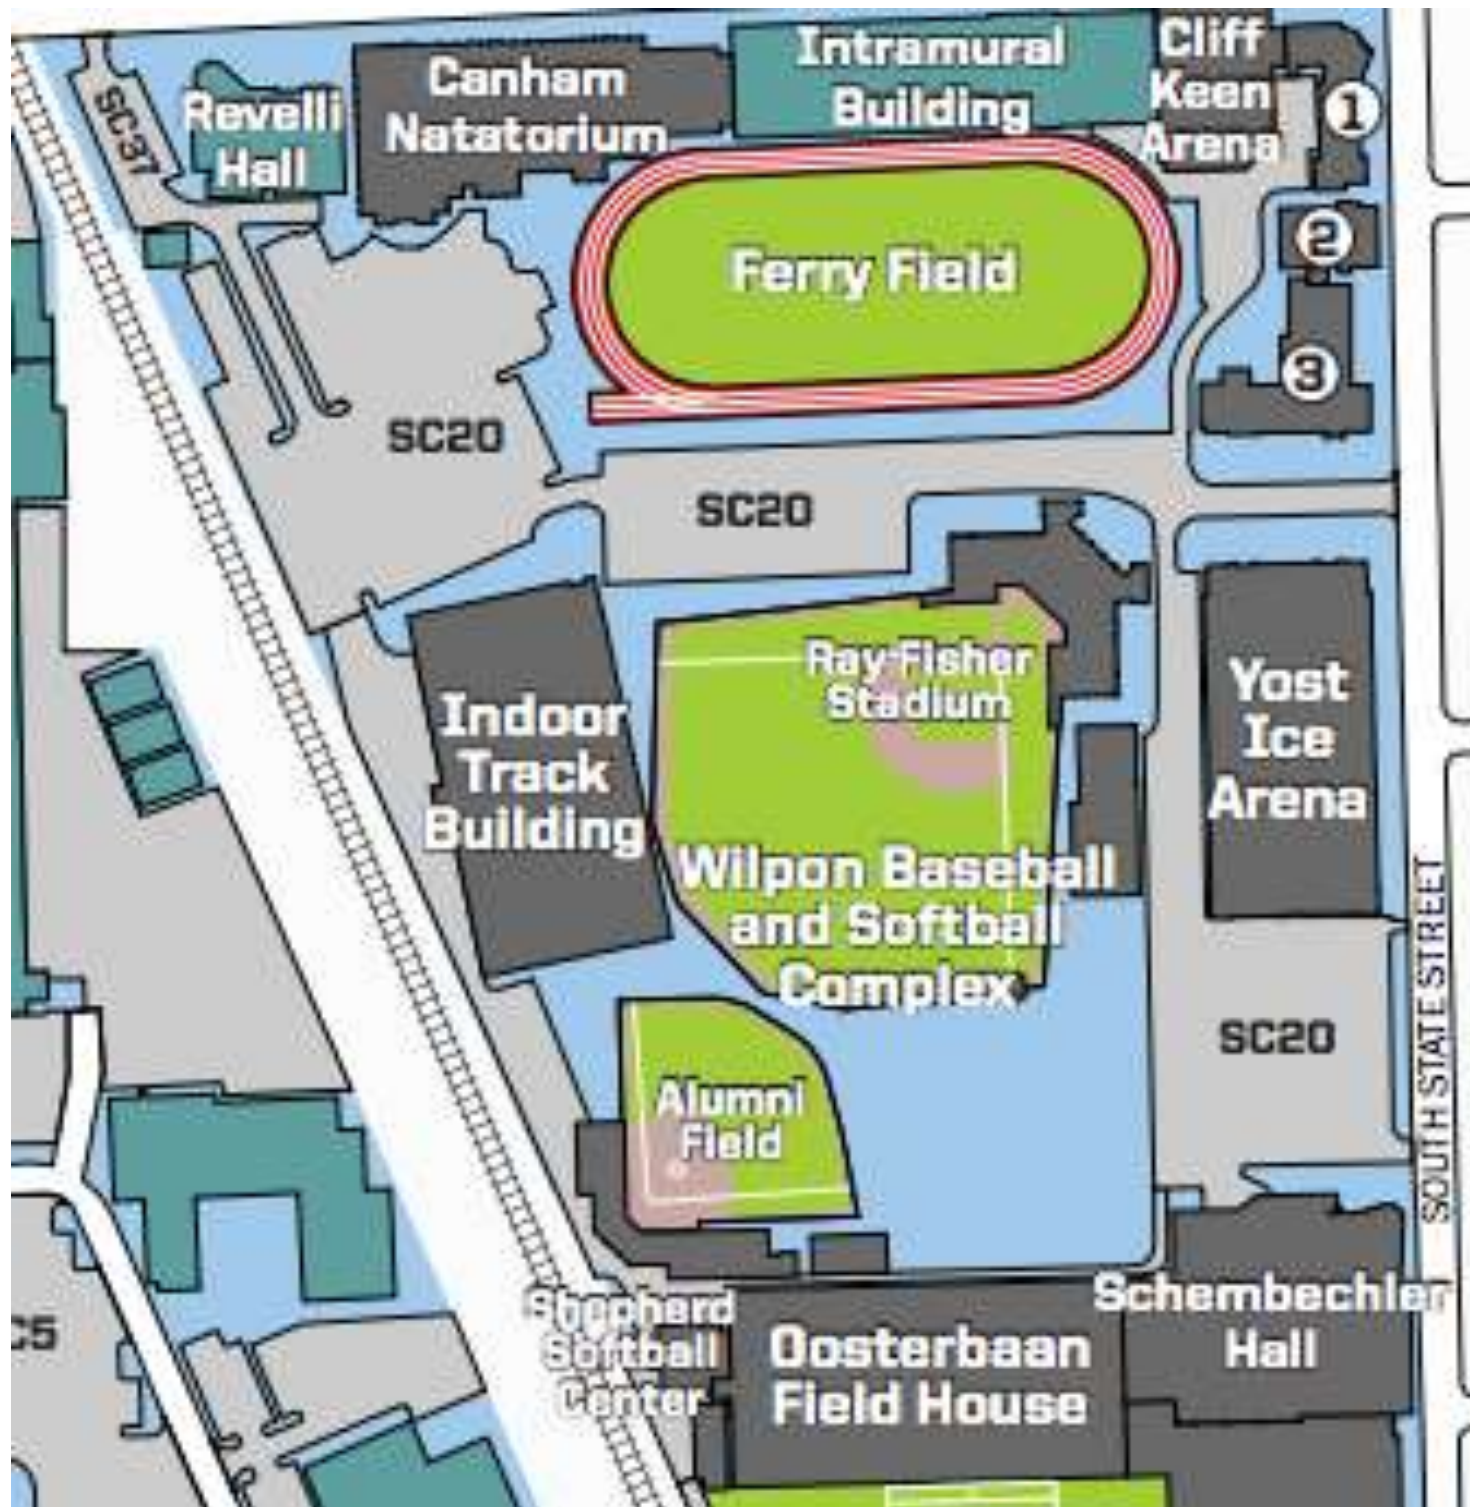 SC37
Revelli
Hall
Canham
Natatorium
Intramural
Building
Cliff
Keen
Arena
1
2
3
Ferry Field
SC20
SC20
Ray Fisher
Stadium
Indoor
Track
Building
Yost
Ice
Arena
Wilpon Baseball
and Softball
Complex
SC20
SOUTH STATE STREET
Alumni
Field
Shepherd
Softball
Center
Oosterbaan
Field House
Schembechler
Hall
C5